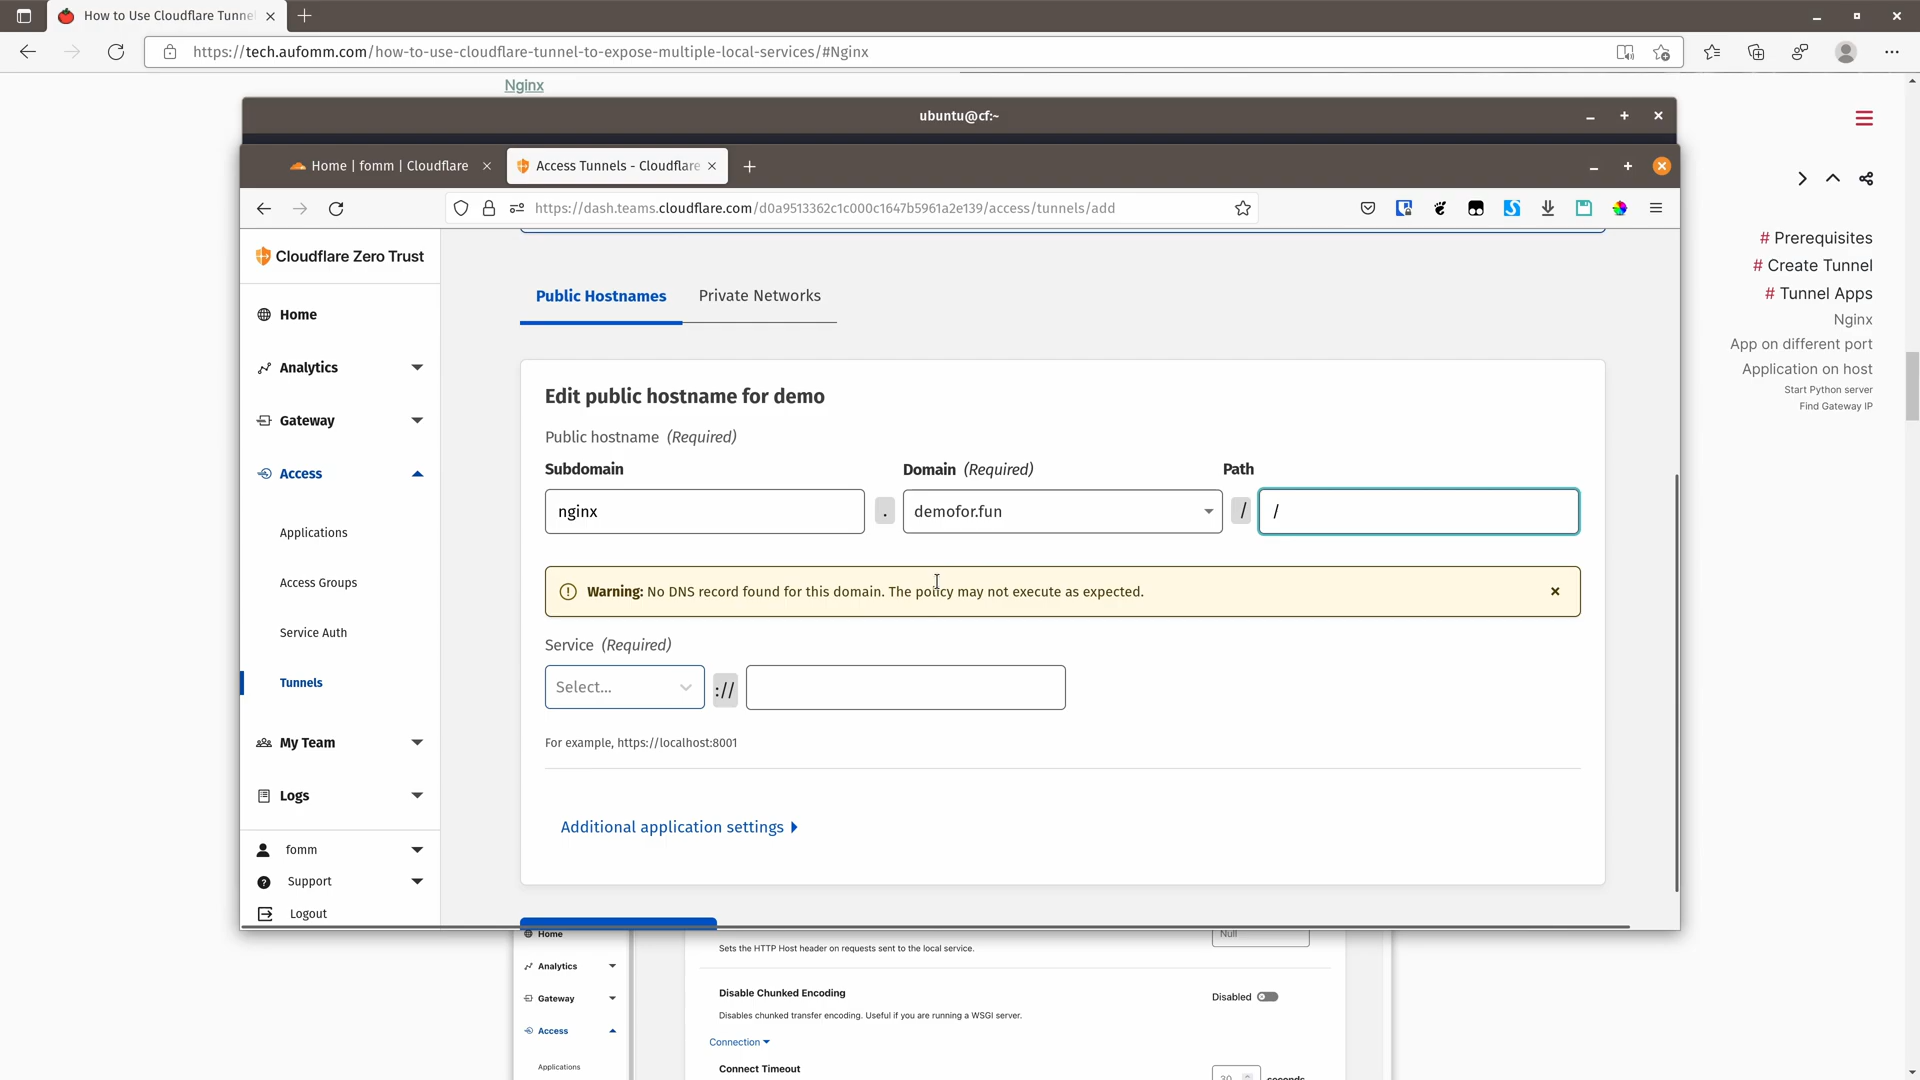 How to Use Cloudflare Tunne
https://tech.aufomm.com/how-to-use-cloudflare-tunnel-to-expose-multiple-local-services/#Nginx
Nginx
ubuntu@cf:~
Home | fomm | Cloudflare
Access Tunnels - Cloudflare
https://dash.teams.cloudflare.com/d0a9513362c1c000c1647b5961a2e139/access/tunnels/add
Cloudflare Zero Trust
Home
Analytics
Gateway
Access
Applications
Access Groups
Service Auth
Tunnels
My Team
Logs
fomm
Support
Logout
Public Hostnames
Private Networks
Edit public hostname for demo
Public hostname (Required)
Subdomain
Domain (Required)
Path
nginx
.
demofor.fun
/
/
Warning: No DNS record found for this domain. The policy may not execute as expected.
Service (Required)
Select...
://
For example, https://localhost:8001
Additional application settings
# Prerequisites
# Create Tunnel
# Tunnel Apps
Nginx
App on different port
Application on host
Start Python server
Find Gateway IP
Home
Analytics
Gateway
Access
Applications
Sets the HTTP Host header on requests sent to the local service.
Null
Disable Chunked Encoding
Disabled
Disables chunked transfer encoding. Useful if you are running a WSGI server.
Connection
Connect Timeout
30
seconds